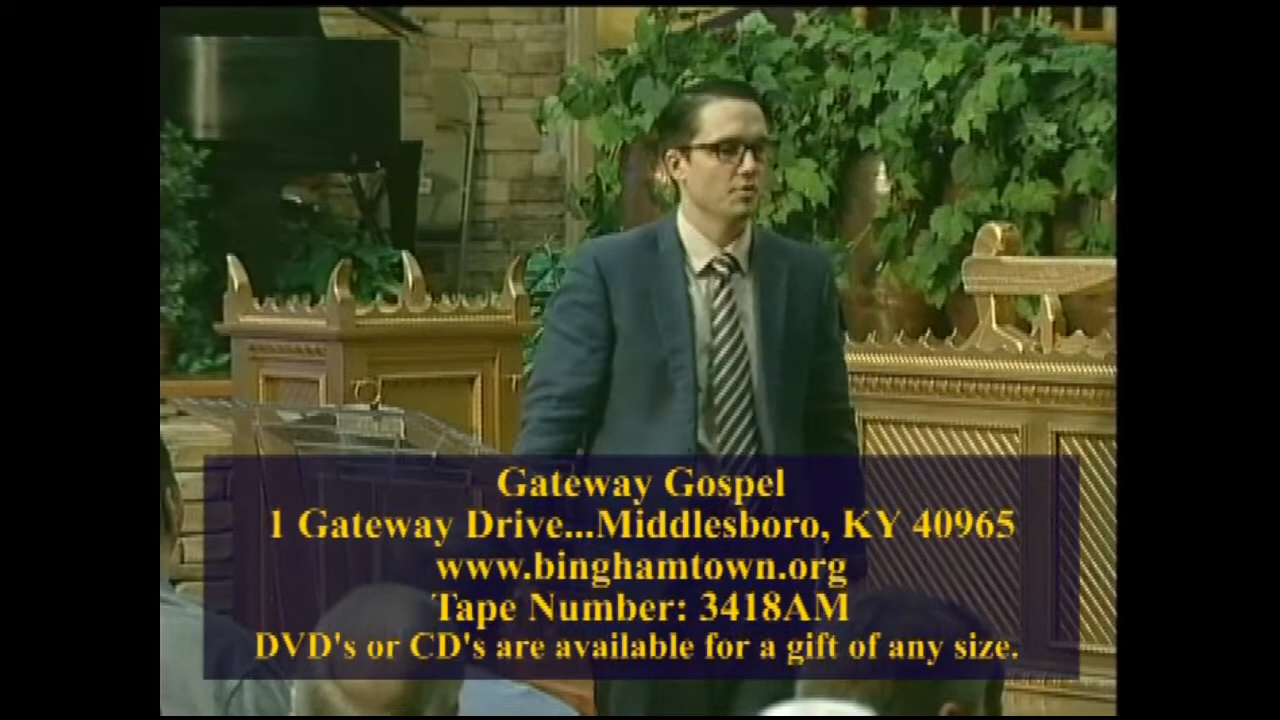 Gateway Gospel
1 Gateway Drive...Middlesboro, KY 40965
www.binghamtown.org
Tape Number: 3418AM
DVD's or CD's are available for a gift of any size.